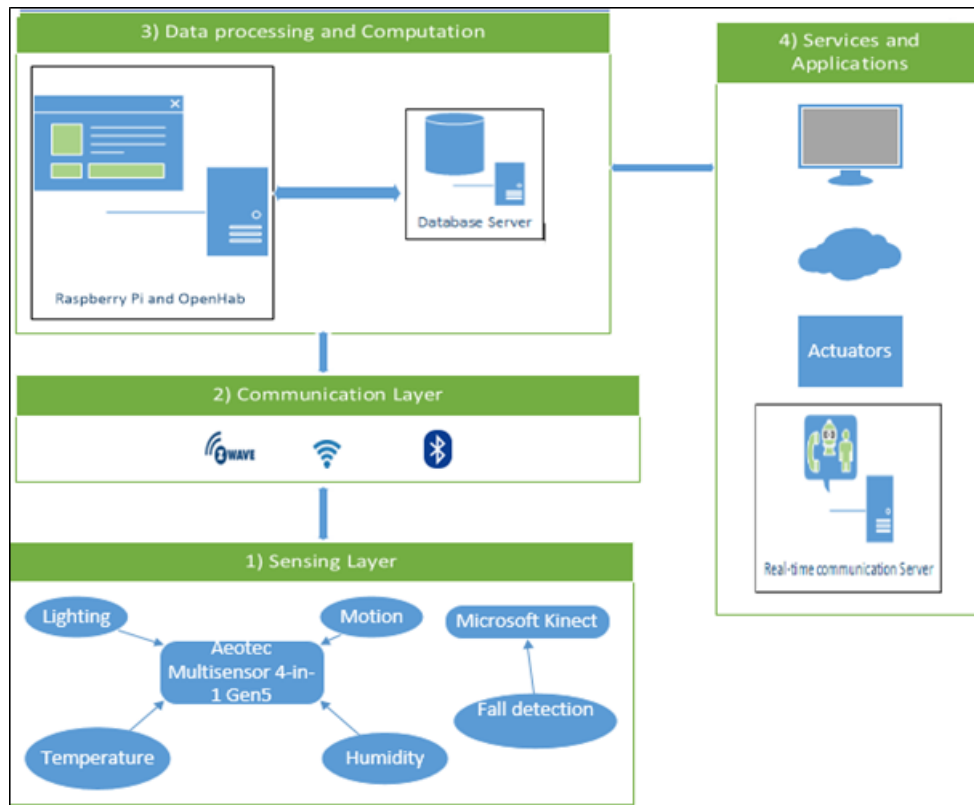 3) Data processing and Computation
Raspberry Pi and OpenHab
Database Server
4) Services and
Applications
Actuators
Real-time communication Server
2) Communication Layer
Z WAVE
1) Sensing Layer
Lighting
Motion
Aeotec
Multisensor 4-in-
1 Gen5
Temperature
Humidity
Microsoft Kinect
Fall detection